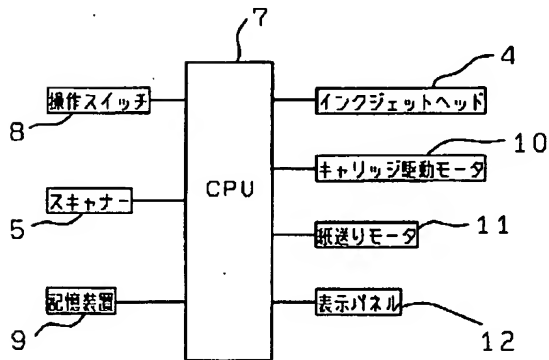 7
操作スイッチ
8
スキャナー
5
記憶装置
9
CPU
4
インクジェットヘッド
10
キャリッジ駆動モータ
紙送りモータ
11
表示パネル
12